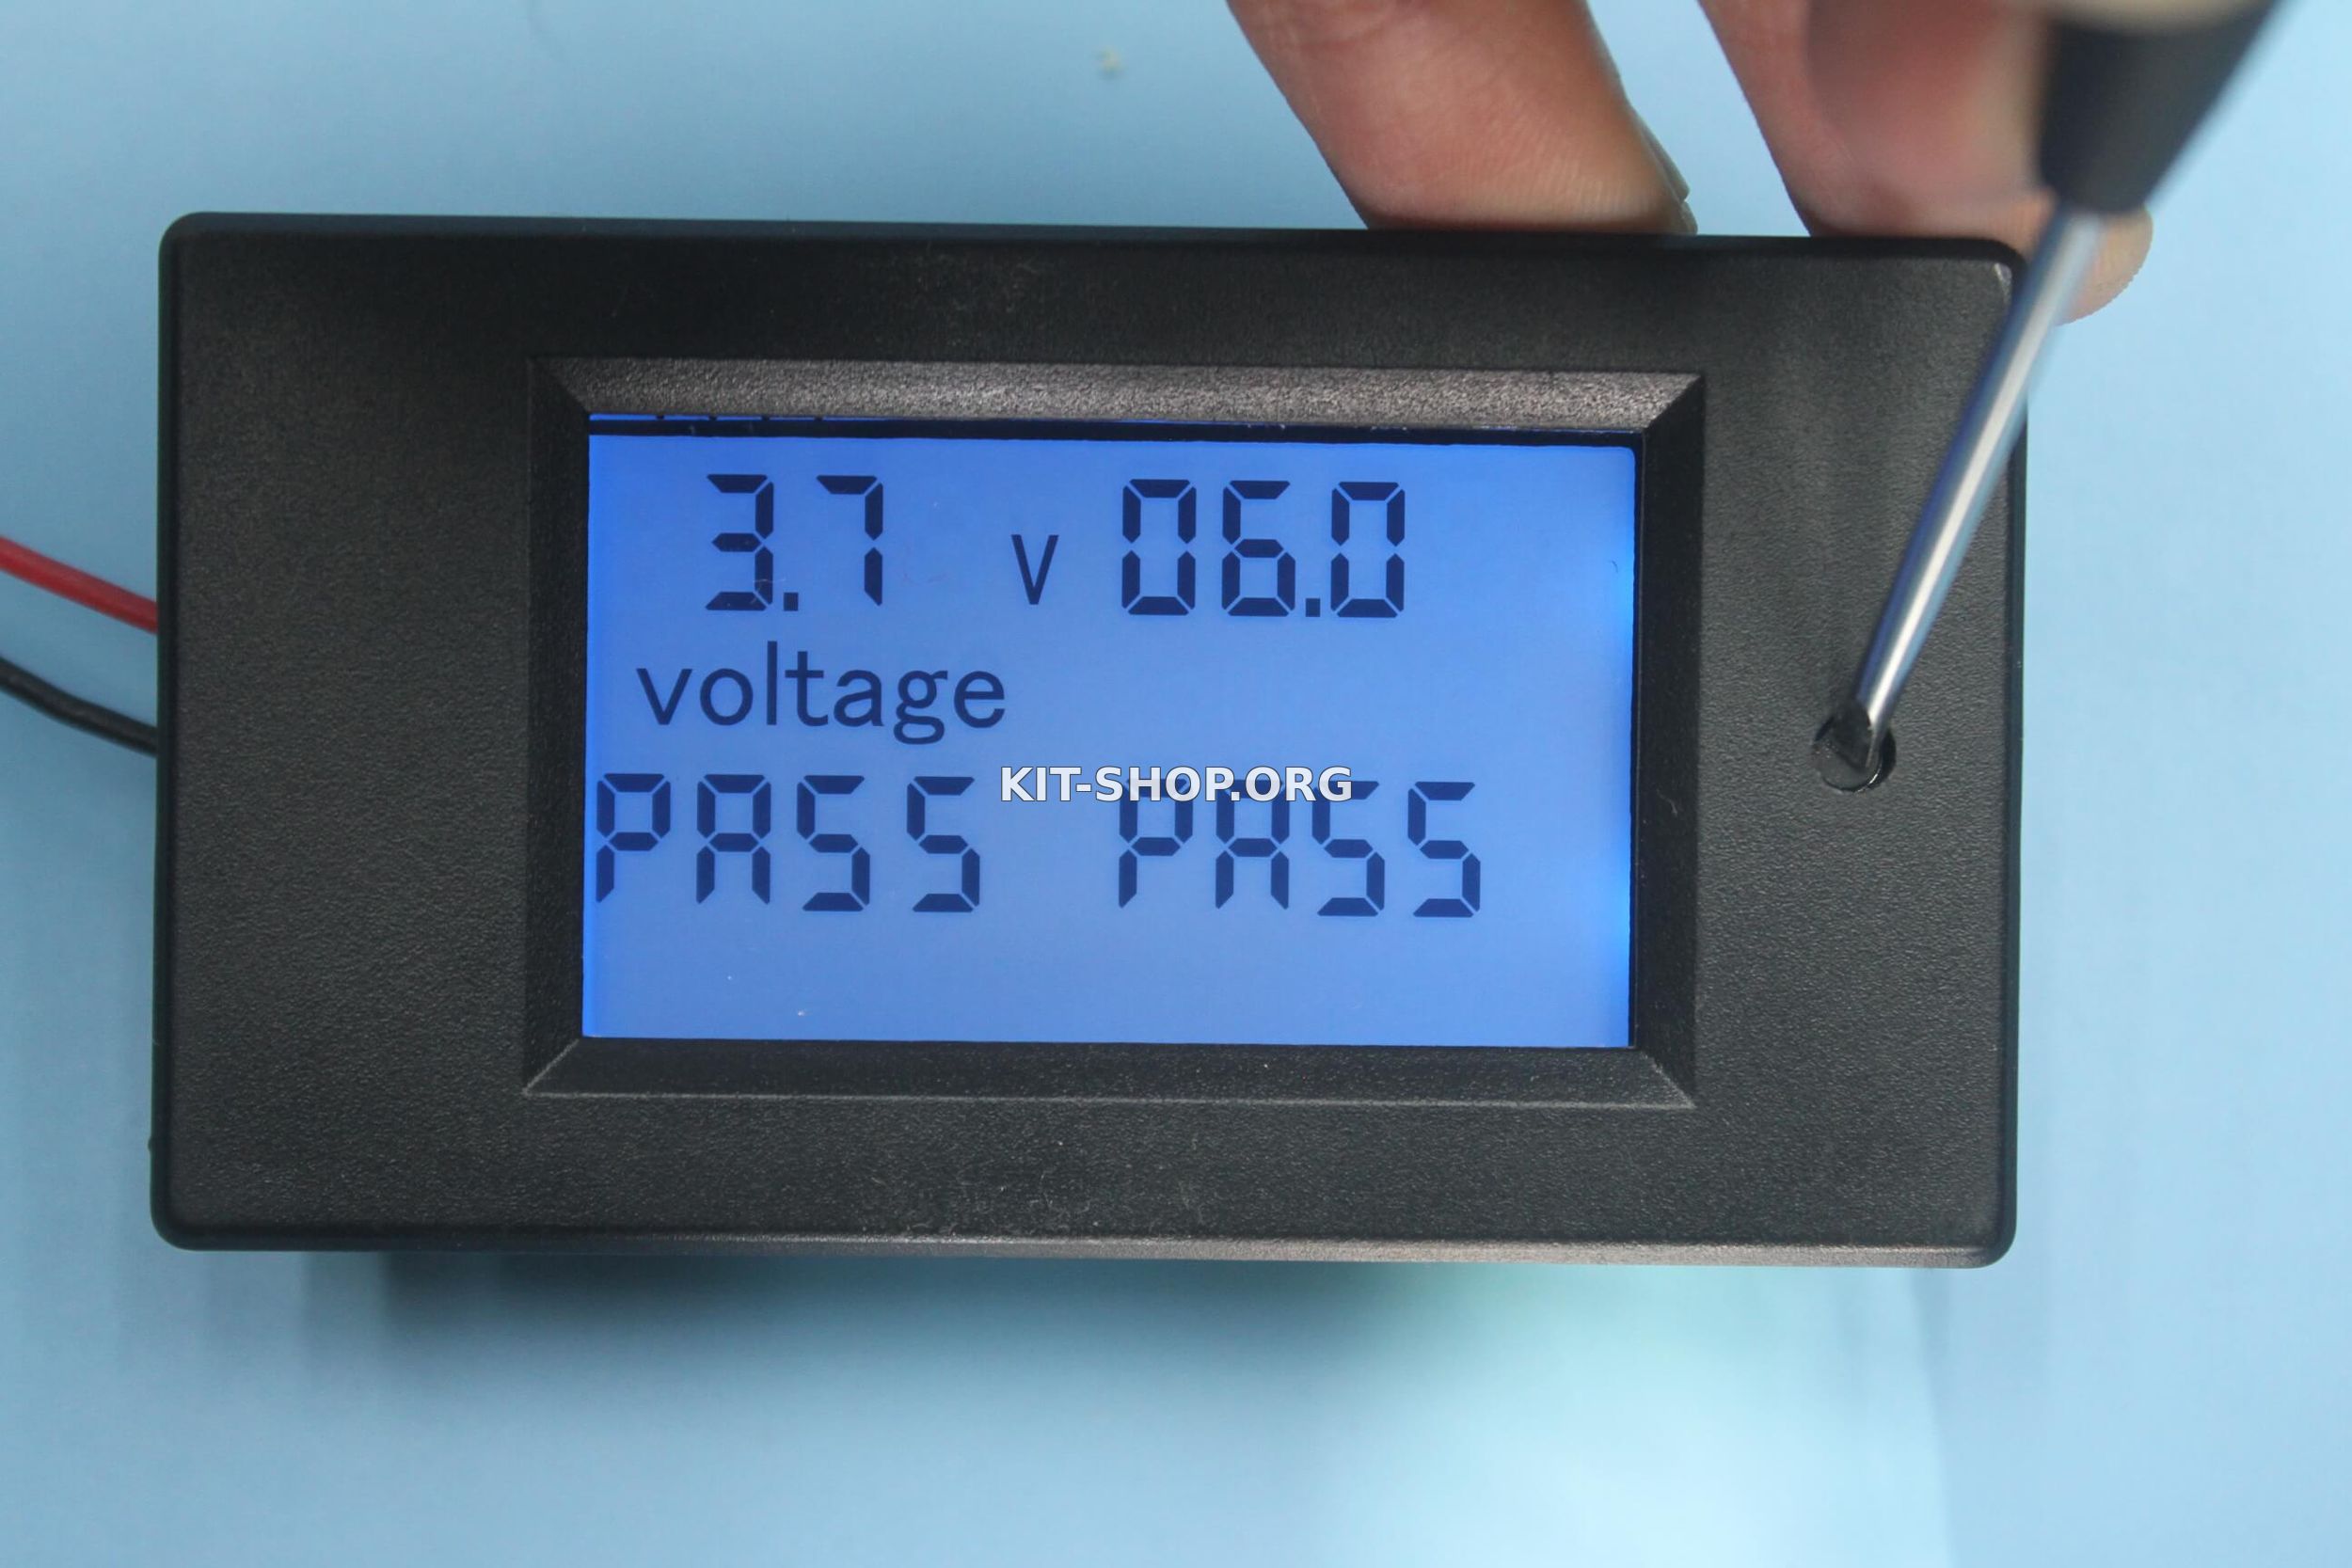 3.7 V 06.0
voltage
PASS PASS
KIT-SHOP.ORG